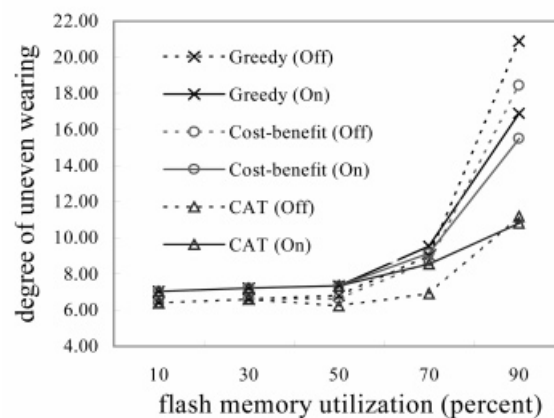 degree of uneven wearing
22.00
20.00
18.00
16.00
14.00
12.00
10.00
8.00
6.00
4.00
Greedy (Off)
Greedy (On)
Cost-benefit (Off)
Cost-benefit (On)
CAT (Off)
CAT (On)
10 30 50 70 90
flash memory utilization (percent)